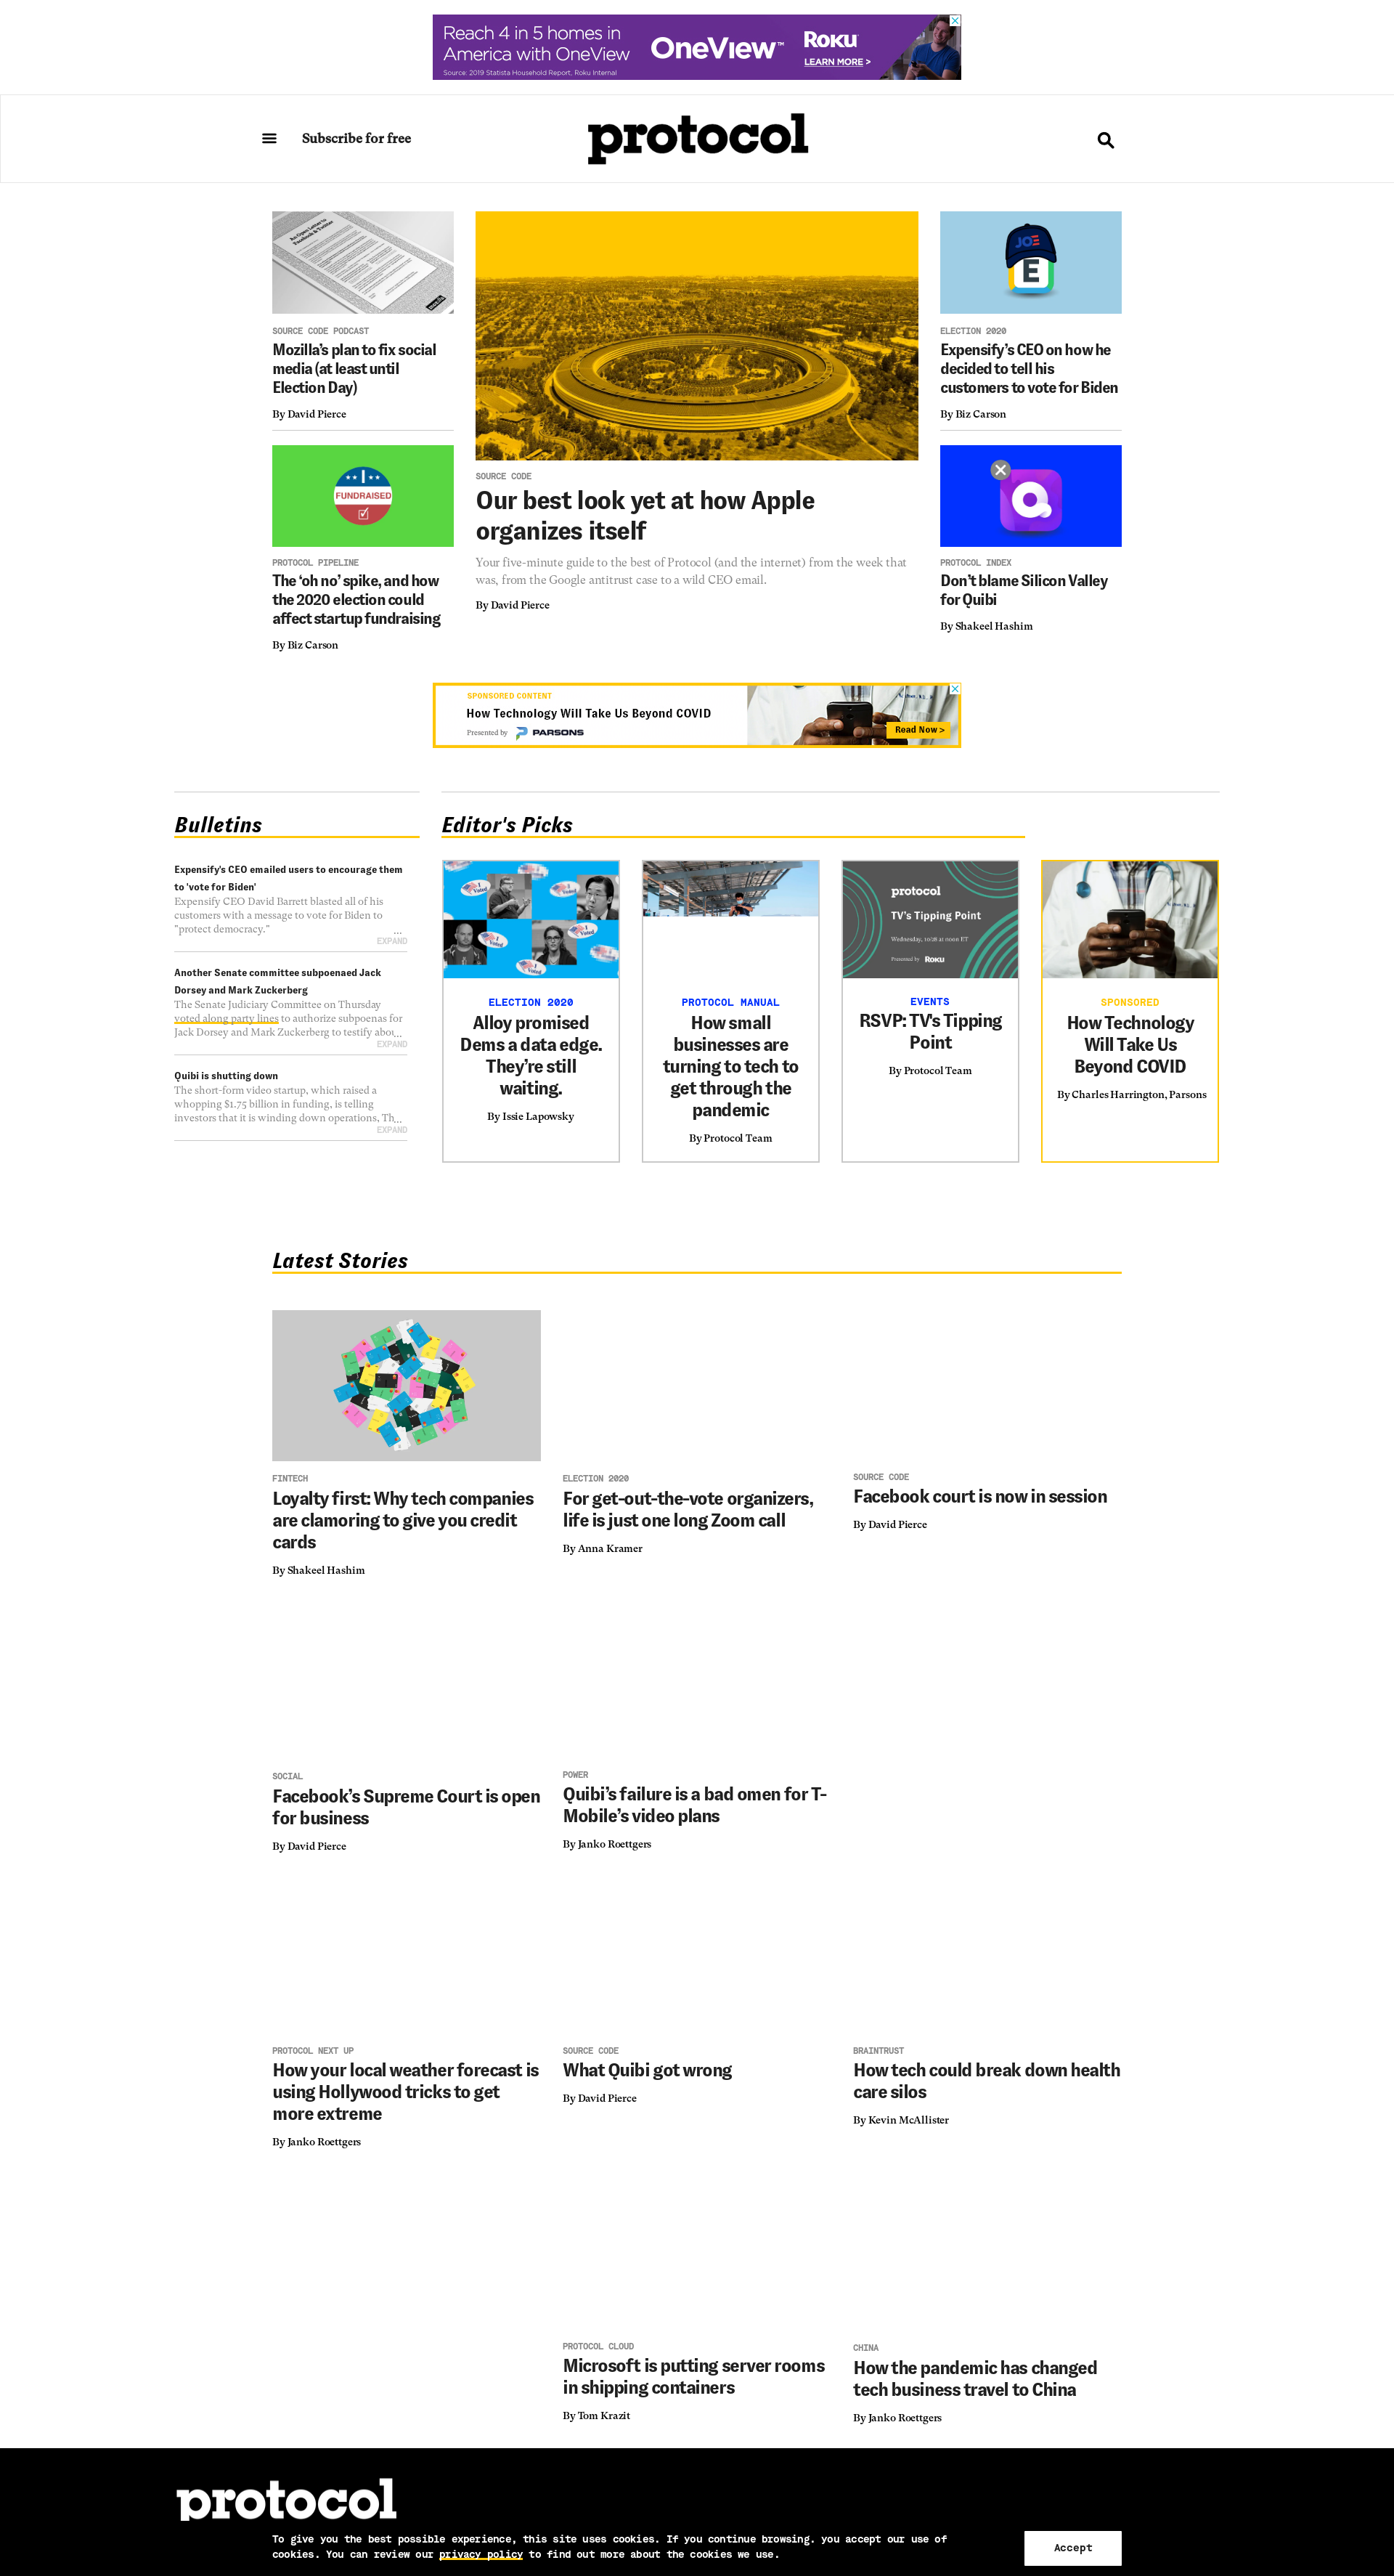 Reach 4 in 5 homes in
America with OneView
Source: 2019 Statista Household Report, Roku Internal
OneView™
Roku
LEARN MORE >
Subscribe for free
protocol
An Open Letter to
Facebook & Twitter
SOURCE CODE PODCAST
Mozilla’s plan to fix social
media (at least until
Election Day)
By David Pierce
I
FUNDRAISED
PROTOCOL PIPELINE
The ‘oh no’ spike, and how
the 2020 election could
affect startup fundraising
By Biz Carson
SOURCE CODE
Our best look yet at how Apple
organizes itself
Your five-minute guide to the best of Protocol (and the internet) from the week that
was, from the Google antitrust case to a wild CEO email.
By David Pierce
JOE
E
ELECTION 2020
Expensify’s CEO on how he
decided to tell his
customers to vote for Biden
By Biz Carson
PROTOCOL INDEX
Don’t blame Silicon Valley
for Quibi
By Shakeel Hashim
SPONSORED CONTENT
How Technology Will Take Us Beyond COVID
Presented by PARSONS
Read Now >
Bulletins
Expensify's CEO emailed users to encourage them
to 'vote for Biden'
Expensify CEO David Barrett blasted all of his
customers with a message to vote for Biden to
"protect democracy."
...
EXPAND
Another Senate committee subpoenaed Jack
Dorsey and Mark Zuckerberg
The Senate Judiciary Committee on Thursday
voted along party lines to authorize subpoenas for
Jack Dorsey and Mark Zuckerberg to testify abou...
EXPAND
Quibi is shutting down
The short-form video startup, which raised a
whopping $1.75 billion in funding, is telling
investors that it is winding down operations, Th...
EXPAND
Editor's Picks
I Voted
ELECTION 2020
Alloy promised
Dems a data edge.
They’re still
waiting.
By Issie Lapowsky
PROTOCOL MANUAL
How small
businesses are
turning to tech to
get through the
pandemic
By Protocol Team
protocol
TV's Tipping Point
Wednesday, 10/28 at noon ET
Presented by Roku
EVENTS
RSVP: TV's Tipping
Point
By Protocol Team
SPONSORED
How Technology
Will Take Us
Beyond COVID
By Charles Harrington, Parsons
Latest Stories
FINTECH
Loyalty first: Why tech companies
are clamoring to give you credit
cards
By Shakeel Hashim
ELECTION 2020
For get-out-the-vote organizers,
life is just one long Zoom call
By Anna Kramer
SOURCE CODE
Facebook court is now in session
By David Pierce
SOCIAL
Facebook’s Supreme Court is open
for business
By David Pierce
POWER
Quibi’s failure is a bad omen for T-
Mobile’s video plans
By Janko Roettgers
PROTOCOL NEXT UP
How your local weather forecast is
using Hollywood tricks to get
more extreme
By Janko Roettgers
SOURCE CODE
What Quibi got wrong
By David Pierce
BRAINTRUST
How tech could break down health
care silos
By Kevin McAllister
PROTOCOL CLOUD
Microsoft is putting server rooms
in shipping containers
By Tom Krazit
CHINA
How the pandemic has changed
tech business travel to China
By Janko Roettgers
protocol
To give you the best possible experience, this site uses cookies. If you continue browsing. you accept our use of
cookies. You can review our privacy policy to find out more about the cookies we use.
Accept